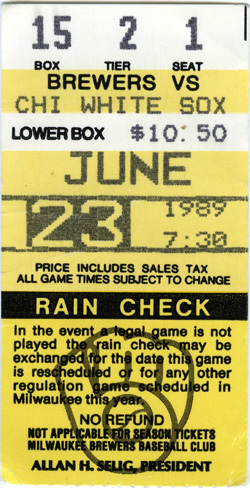 15 2 1
BOX TIER SEAT
BREWERS VS
CHI WHITE SOX
LOWER BOX $10.50
JUNE
23 1989
7:30
PRICE INCLUDES SALES TAX
ALL GAME TIMES SUBJECT TO CHANGE
RAIN CHECK
In the event a legal game is not
played the rain check may be
exchanged for the date this game
is rescheduled or for any other
regulation game scheduled in
Milwaukee this year.
NO REFUND
NOT APPLICABLE FOR SEASON TICKETS
MILWAUKEE BREWERS BASEBALL CLUB
ALLAN H. SELIG, PRESIDENT